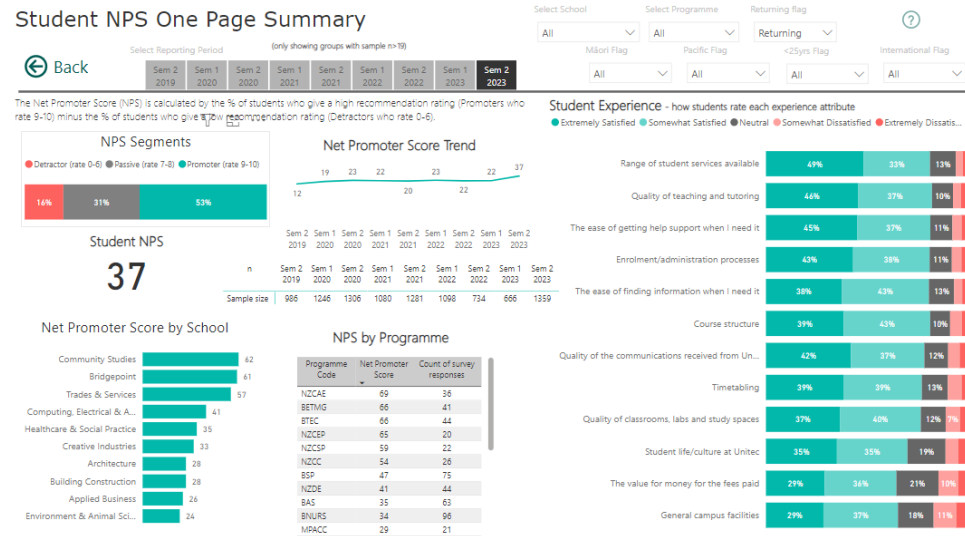 Student NPS One Page Summary
Select School
Select Programme
Returning flag
All
All
Returning
?
Back
Select Reporting Period
(only showing groups with sample n>19)
Māori Flag
Pacific Flag
<25yrs Flag
International Flag
All
All
All
All
Sem 2 2019
Sem 1 2020
Sem 2 2020
Sem 1 2021
Sem 2 2021
Sem 1 2022
Sem 2 2022
Sem 1 2023
Sem 2 2023
The Net Promoter Score (NPS) is calculated by the % of students who give a high recommendation rating (Promoters who
rate 9-10) minus the % of students who give a low recommendation rating (Detractors who rate 0-6).
NPS Segments
Detractor (rate 0-6) Passive (rate 7-8) Promoter (rate 9-10)
16% 31% 53%
Student NPS
37
Net Promoter Score Trend
12 19 23 22 20 23 22 22 37
Sem 2 Sem 1 Sem 2 Sem 1 Sem 2 Sem 1 Sem 2 Sem 1 Sem 2
2019 2020 2020 2021 2021 2022 2022 2023 2023
n Sem 2 Sem 1 Sem 2 Sem 1 Sem 2 Sem 1 Sem 2 Sem 1 Sem 2
2019 2020 2020 2021 2021 2022 2022 2023 2023
Sample size 986 1246 1306 1080 1281 1098 734 666 1359
Net Promoter Score by School
Community Studies 62
Bridgepoint 61
Trades & Services 57
Computing, Electrical & A... 41
Healthcare & Social Practice 35
Creative Industries 33
Architecture 28
Building Construction 28
Applied Business 26
Environment & Animal Sci... 24
NPS by Programme
Programme Net Promoter Count of survey
Code Score responses
NZCAE 69 36
BETMG 66 41
BTEC 66 44
NZCEP 65 20
NZCSP 59 22
NZCC 54 26
BSP 47 75
NZDE 41 44
BAS 35 63
BNURS 34 96
MPACC 29 21
Student Experience - how students rate each experience attribute
Extremely Satisfied Somewhat Satisfied Neutral Somewhat Dissatisfied Extremely Dissatis...
Range of student services available 49% 33% 13%
Quality of teaching and tutoring 46% 37% 10%
The ease of getting help support when I need it 45% 37% 11%
Enrolment/administration processes 43% 38% 11%
The ease of finding information when I need it 38% 43% 13%
Course structure 39% 43% 10%
Quality of the communications received from Un... 42% 37% 12%
Timetabling 39% 39% 13%
Quality of classrooms, labs and study spaces 37% 40% 12% 7%
Student life/culture at Unitec 35% 35% 19%
The value for money for the fees paid 29% 36% 21% 10%
General campus facilities 29% 37% 18% 11%